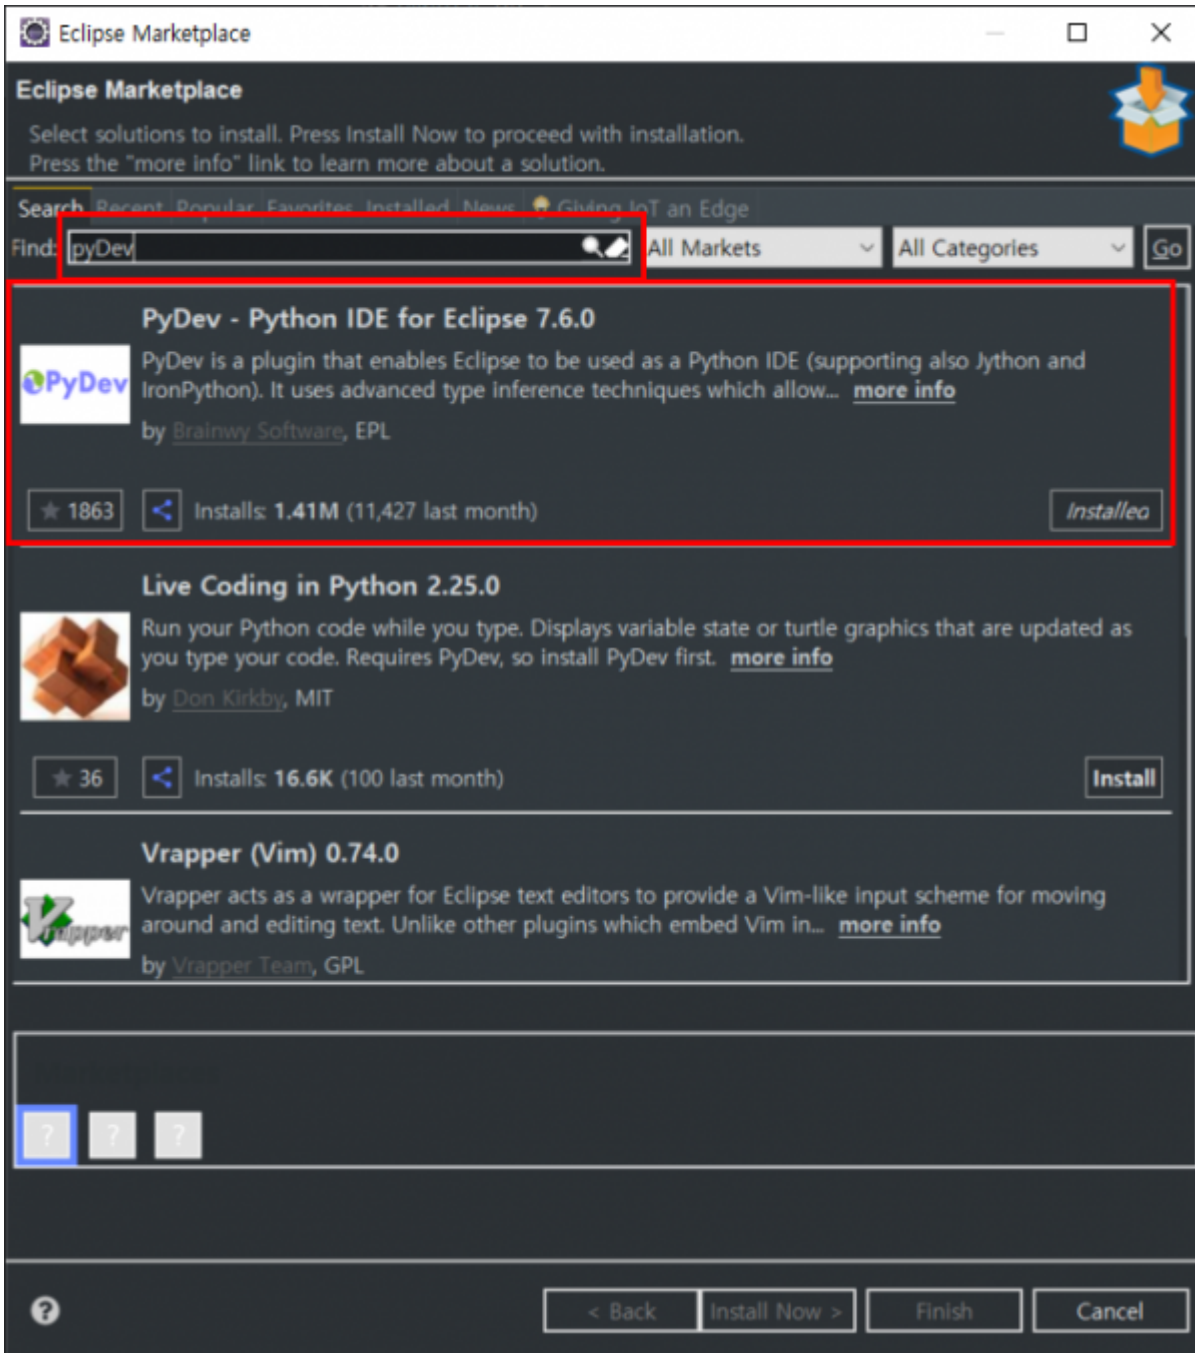 Eclipse Marketplace
Eclipse Marketplace
Select solutions to install. Press Install Now to proceed with installation.
Press the "more info" link to learn more about a solution.
Search Recent Popular Favorites Installed News Giving IoT an Edge
Find: pyDev All Markets All Categories Go
PyDev - Python IDE for Eclipse 7.6.0
PyDev is a plugin that enables Eclipse to be used as a Python IDE (supporting also Jython and
PyDev IronPython). It uses advanced type inference techniques which allow... more info
by Brainwy Software, EPL
1863 Installs: 1.41M (11,427 last month) Installed
Live Coding in Python 2.25.0
Run your Python code while you type. Displays variable state or turtle graphics that are updated as
you type your code. Requires PyDev, so install PyDev first. more info
by Don Kirkby, MIT
36 Installs: 16.6K (100 last month) Install
Vrapper (Vim) 0.74.0
Vrapper acts as a wrapper for Eclipse text editors to provide a Vim-like input scheme for moving
Vrapper around and editing text. Unlike other plugins which embed Vim in... more info
by Vrapper Team, GPL
? ? ?
? < Back Install Now > Finish Cancel